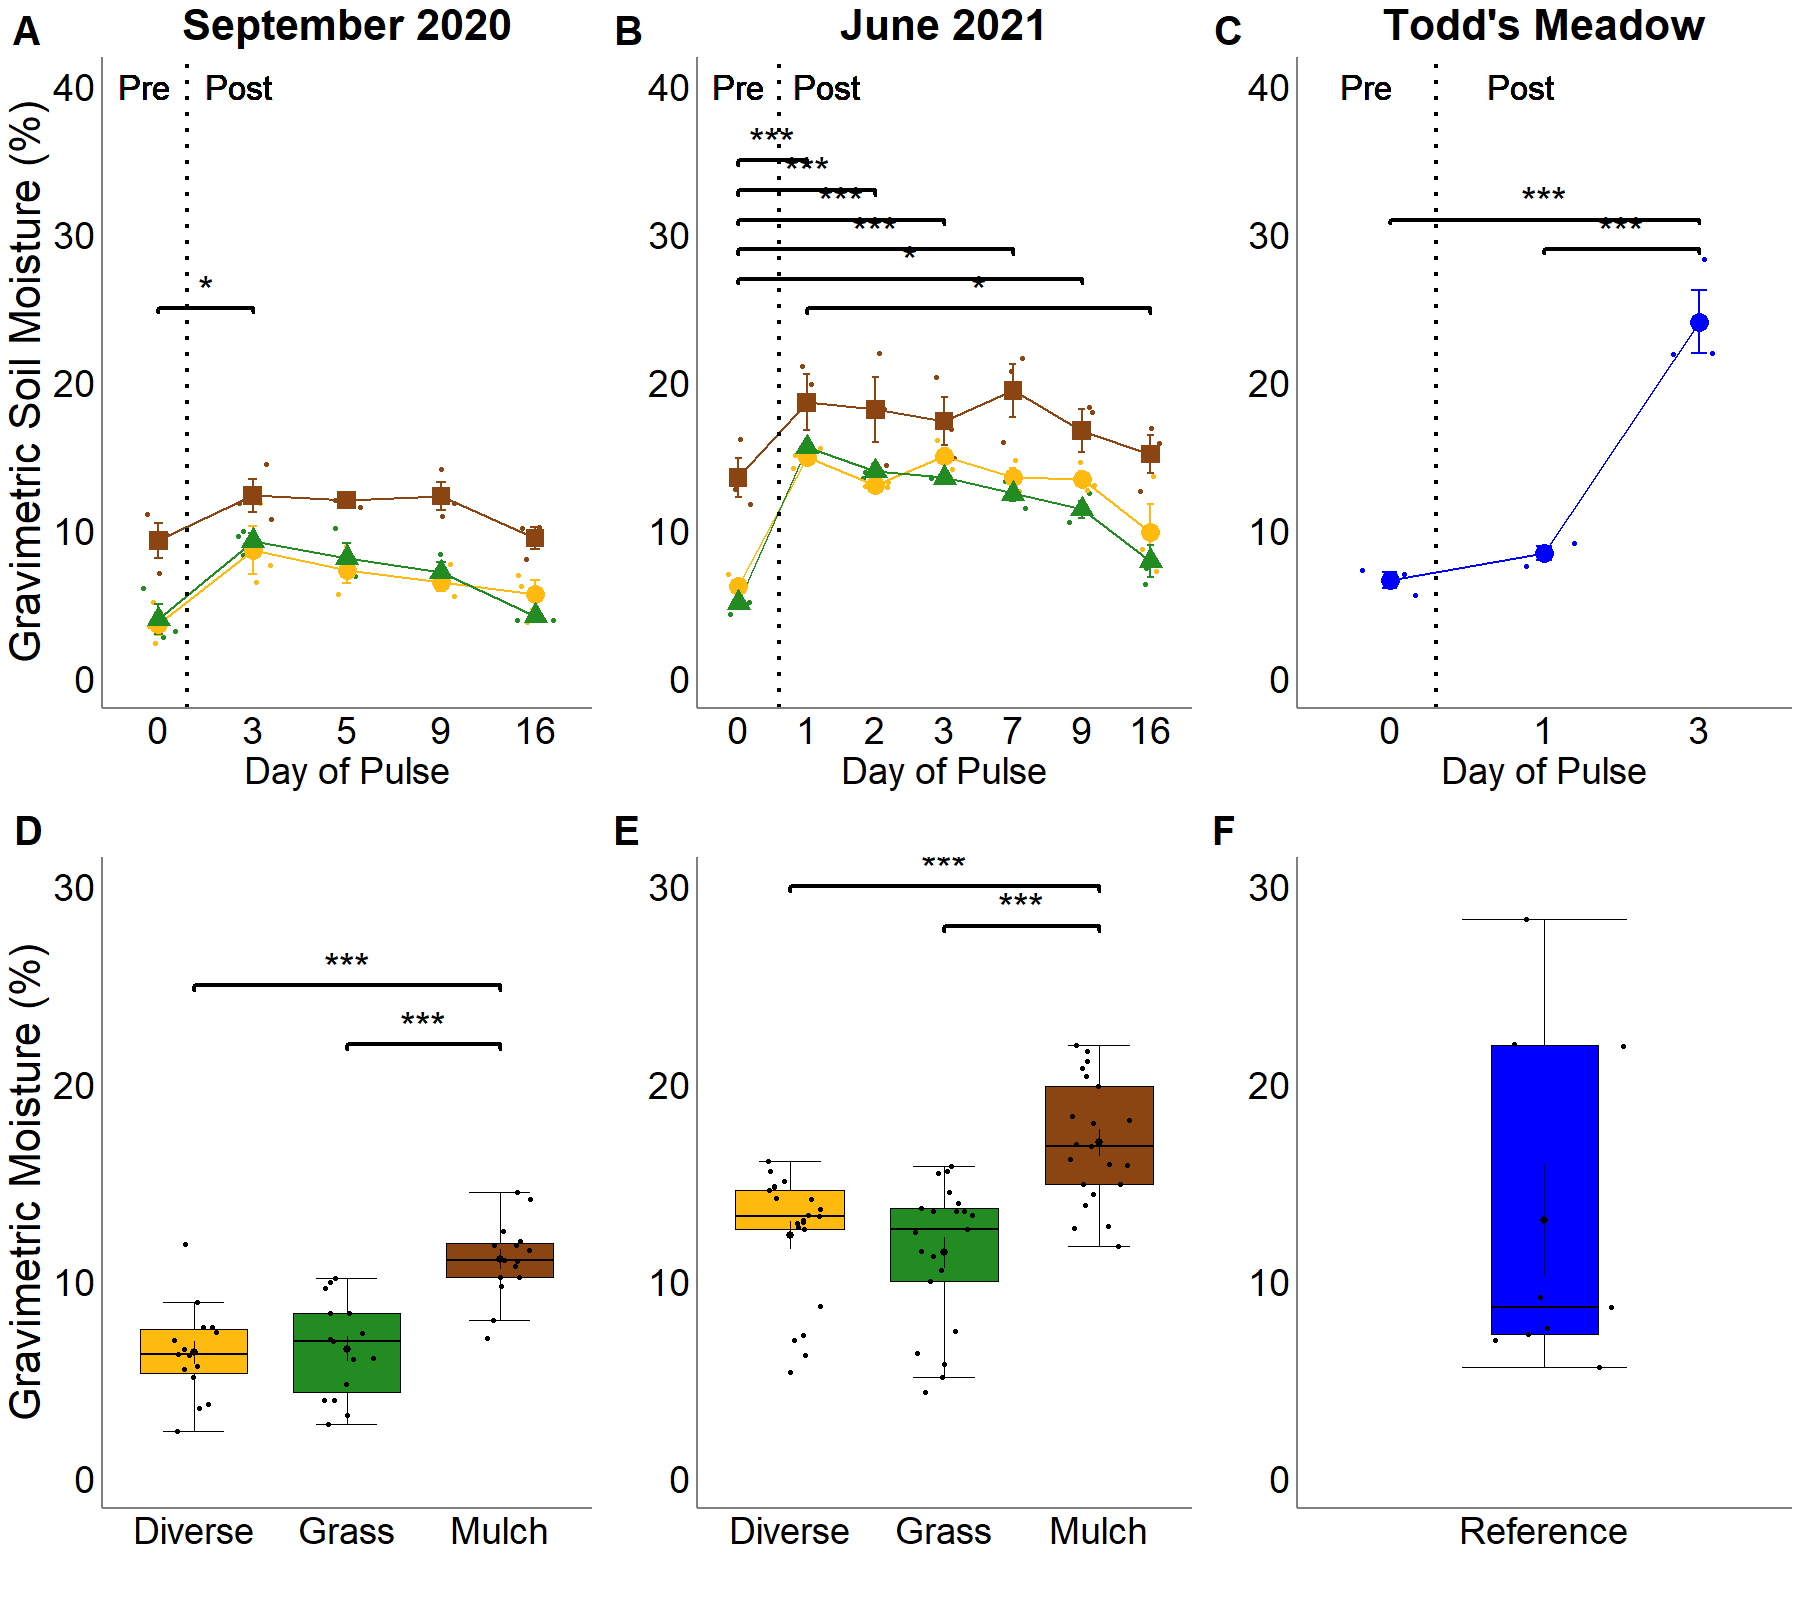 A September 2020
B June 2021
C Todd's Meadow
Gravimetric Soil Moisture (%)
40
30
20
10
0
Pre Post
*
0 3 5 9 16
Day of Pulse
40
30
20
10
0
Pre Post
***
***
***
***
*
*
0 1 2 3 7 9 16
Day of Pulse
40
30
20
10
0
Pre Post
***
***
0 1 3
Day of Pulse
D
Gravimetric Moisture (%)
30
20
10
0
***
***
Diverse Grass Mulch
E
30
20
10
0
***
***
Diverse Grass Mulch
F
30
20
10
0
Reference